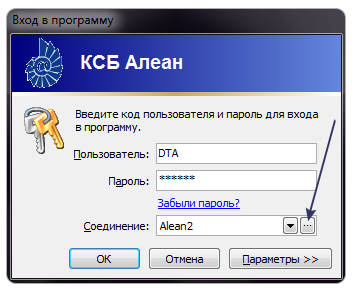 Вход в программу
КСБ Алеан
Введите код пользователя и пароль для входа
в программу.
Пользователь: DTA
Пароль: ******
Забыли пароль?
Соединение: Alean2 ...
ОК Отмена Параметры >>